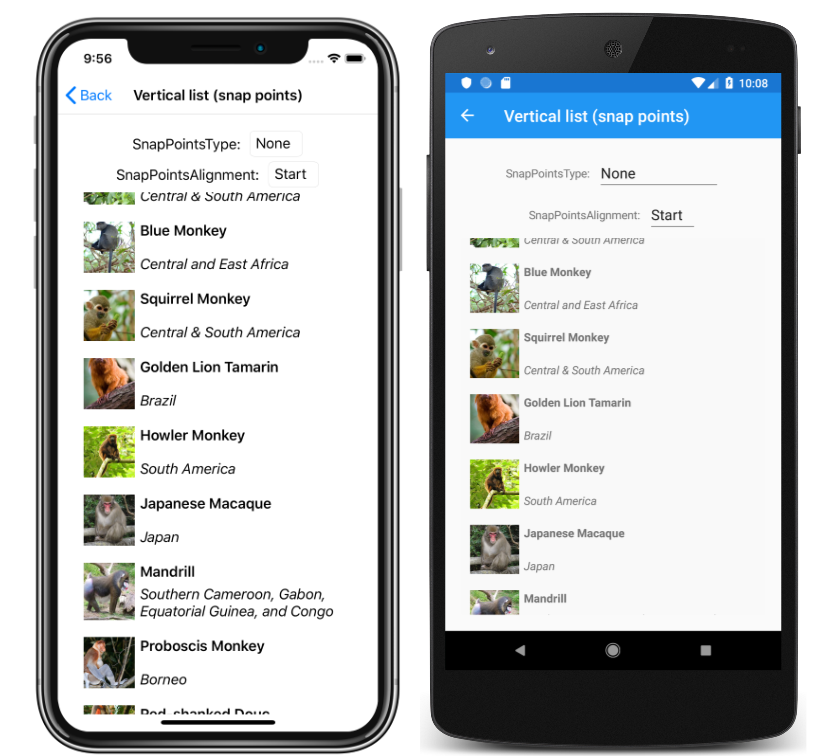 9:56
Back
Vertical list (snap points)
SnapPointsType: None
SnapPointsAlignment: Start
Central & South America
Blue Monkey
Central and East Africa
Squirrel Monkey
Central & South America
Golden Lion Tamarin
Brazil
Howler Monkey
South America
Japanese Macaque
Japan
Mandrill
Southern Cameroon, Gabon,
Equatorial Guinea, and Congo
Proboscis Monkey
Borneo
Red-shanked Douc
10:08
Vertical list (snap points)
SnapPointsType: None
SnapPointsAlignment: Start
Central & South America
Blue Monkey
Central and East Africa
Squirrel Monkey
Central & South America
Golden Lion Tamarin
Brazil
Howler Monkey
South America
Japanese Macaque
Japan
Mandrill